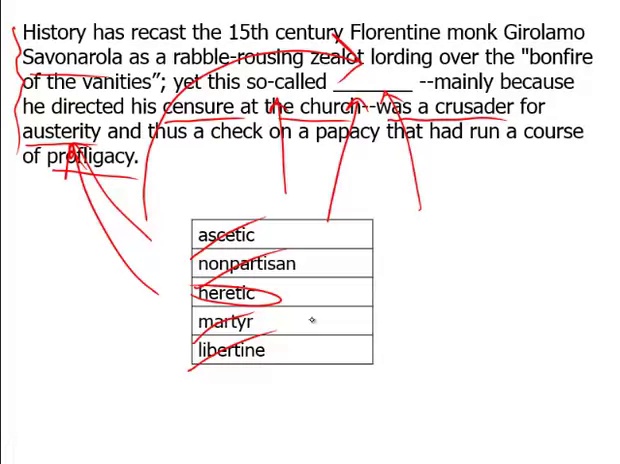 History has recast the 15th century Florentine monk Girolamo
Savonarola as a rabble-rousing zealot lording over the "bonfire
of the vanities"; yet this so-called ________ --mainly because
he directed his censure at the church--was a crusader for
austerity and thus a check on a papacy that had run a course
of profligacy.
ascetic
nonpartisan
heretic
martyr
libertine